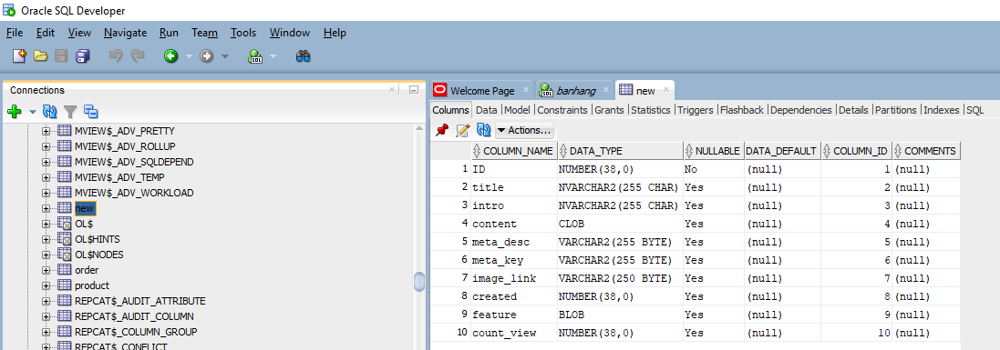 Oracle SQL Developer
File Edit View Navigate Run Team Tools Window Help
Connections
MVIEW$_ADV_PRETTY
MVIEW$_ADV_ROLLUP
MVIEW$_ADV_SQLDEPEND
MVIEW$_ADV_TEMP
MVIEW$_ADV_WORKLOAD
new
OL$
OL$HINTS
OL$NODES
order
product
REPCAT$_AUDIT_ATTRIBUTE
REPCAT$_AUDIT_COLUMN
REPCAT$_COLUMN_GROUP
REPCAT$_CONFLICT
Welcome Page banhang new
Columns Data Model Constraints Grants Statistics Triggers Flashback Dependencies Details Partitions Indexes SQL
Actions...
COLUMN_NAME DATA_TYPE NULLABLE DATA_DEFAULT COLUMN_ID COMMENTS
1 ID NUMBER(38,0) No (null) 1 (null)
2 title NVARCHAR2(255 CHAR) Yes (null) 2 (null)
3 intro NVARCHAR2(255 CHAR) Yes (null) 3 (null)
4 content CLOB Yes (null) 4 (null)
5 meta_desc VARCHAR2(255 BYTE) Yes (null) 5 (null)
6 meta_key VARCHAR2(255 BYTE) Yes (null) 6 (null)
7 image_link VARCHAR2(250 BYTE) Yes (null) 7 (null)
8 created NUMBER(38,0) Yes (null) 8 (null)
9 feature BLOB Yes (null) 9 (null)
10 count_view NUMBER(38,0) Yes (null) 10 (null)